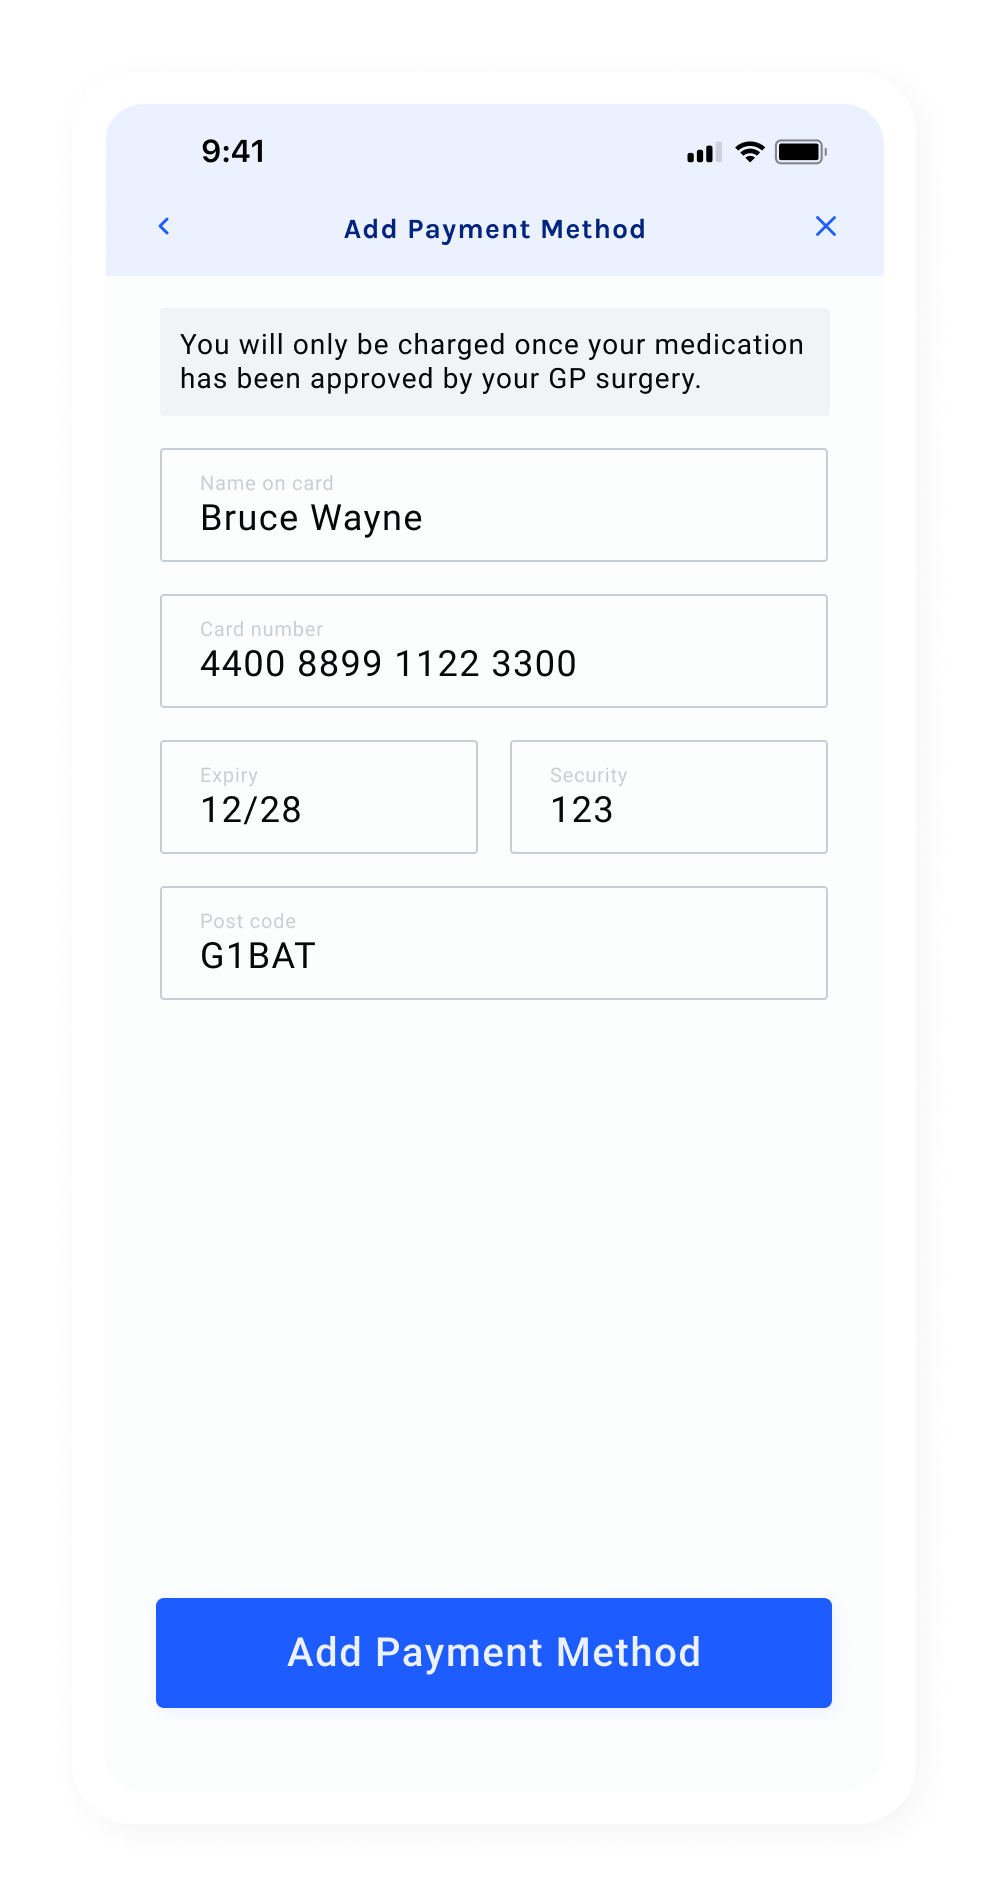 9:41
Add Payment Method
You will only be charged once your medication
has been approved by your GP surgery.
Name on card
Bruce Wayne
Card number
4400 8899 1122 3300
Expiry
12/28
Security
123
Post code
G1BAT
Add Payment Method